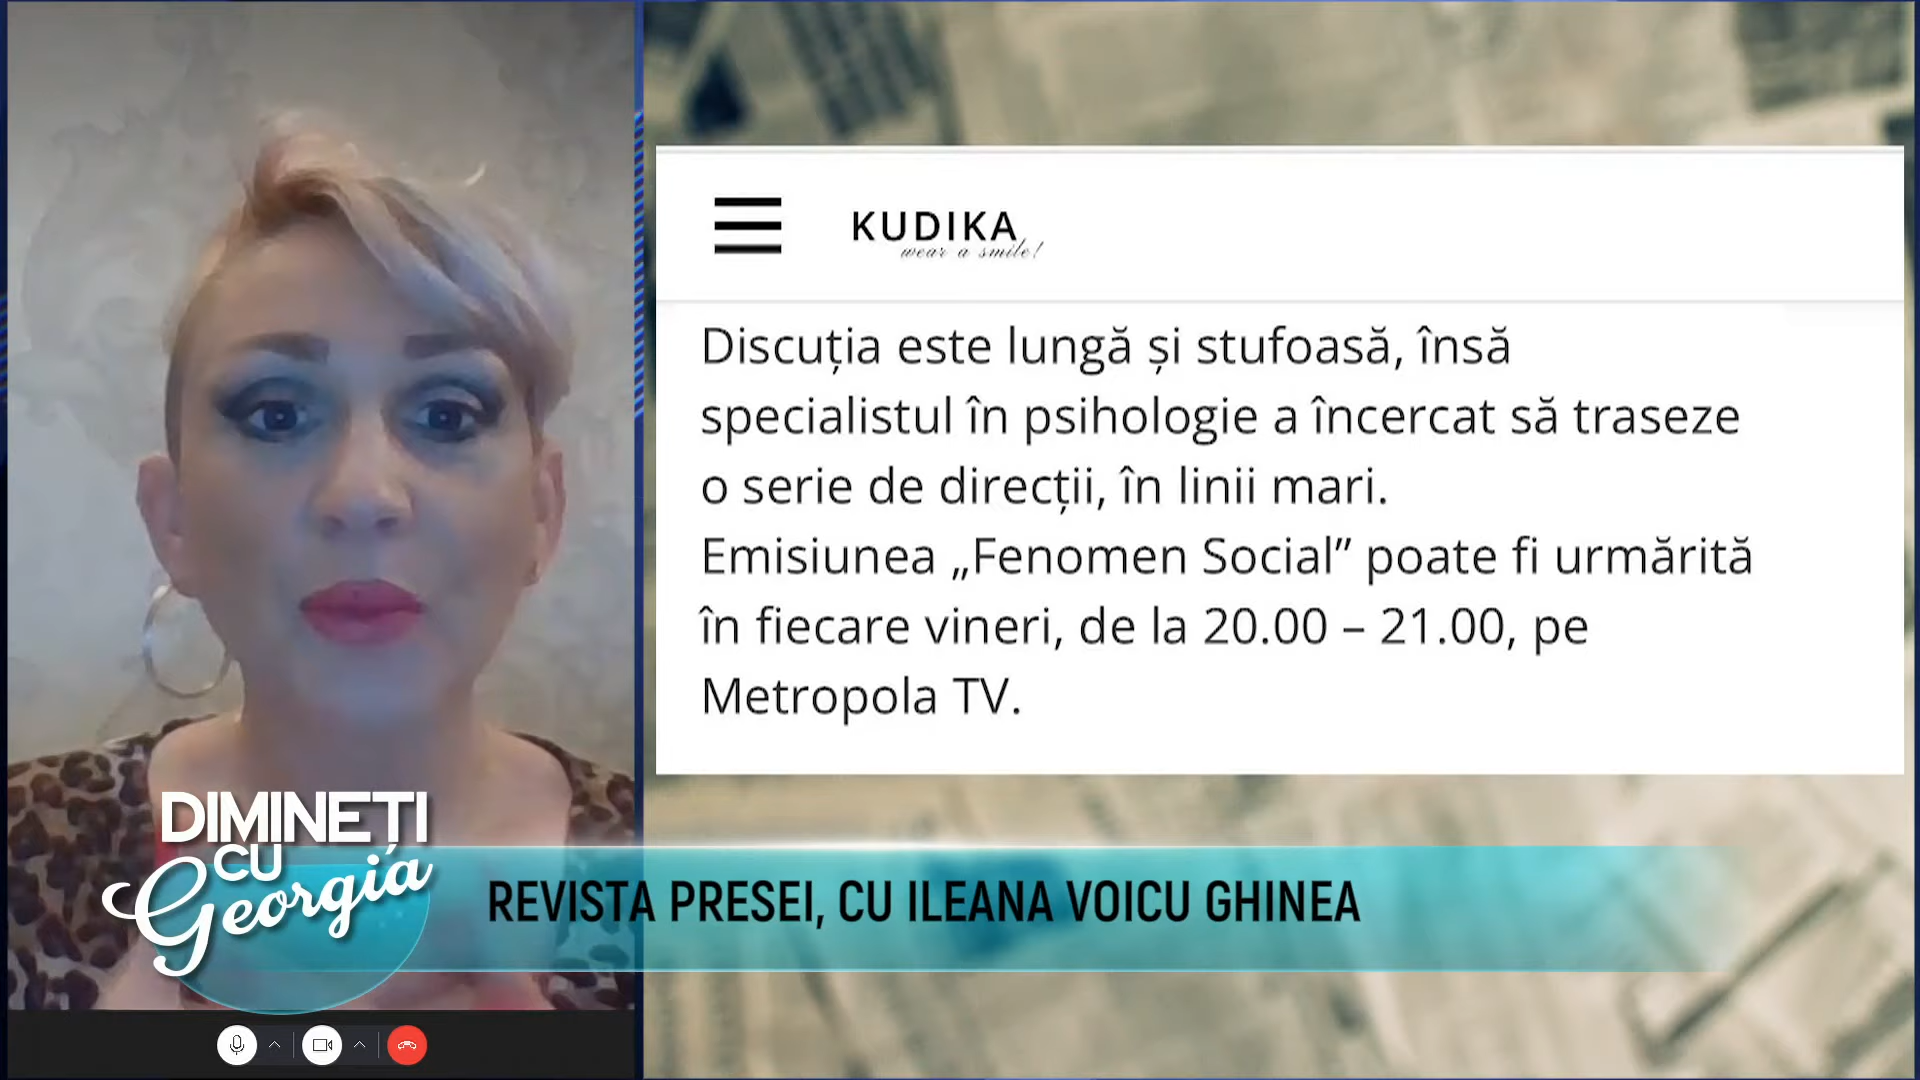 KUDIKA
wear a smile!
Discuția este lungă și stufoasă, însă
specialistul în psihologie a încercat să traseze
o serie de direcții, în linii mari.
Emisiunea „Fenomen Social” poate fi urmărită
în fiecare vineri, de la 20.00 – 21.00, pe
Metropola TV.
DIMINEȚI
CU
Georgia
REVISTA PRESEI, CU ILEANA VOICU GHINEA